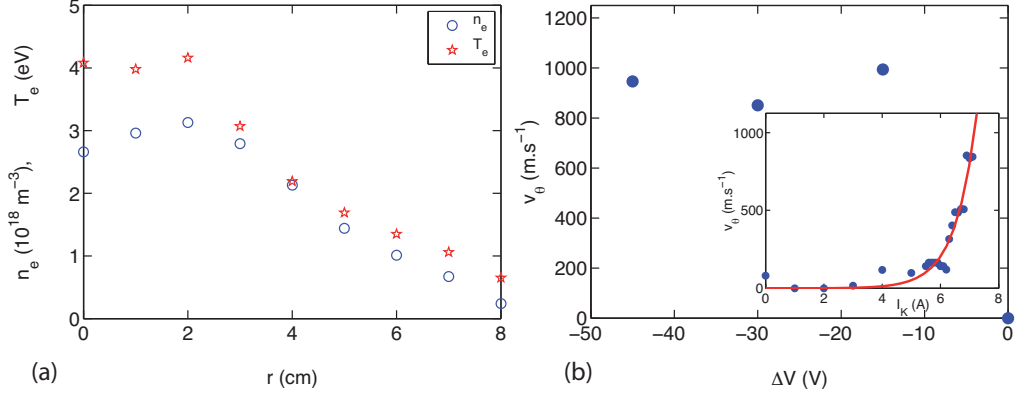 n_e (10^18 m^−3), T_e (eV)
5
4
3
2
1
0
n_e
T_e
0 2 4 6 8
r (cm)
(a)
v_θ (m.s^−1)
1200
1000
800
600
400
200
0
−50 −40 −30 −20 −10 0
ΔV (V)
(b)
v_θ (m.s^−1)
1000
500
0
0 2 4 6 8
I_K (A)